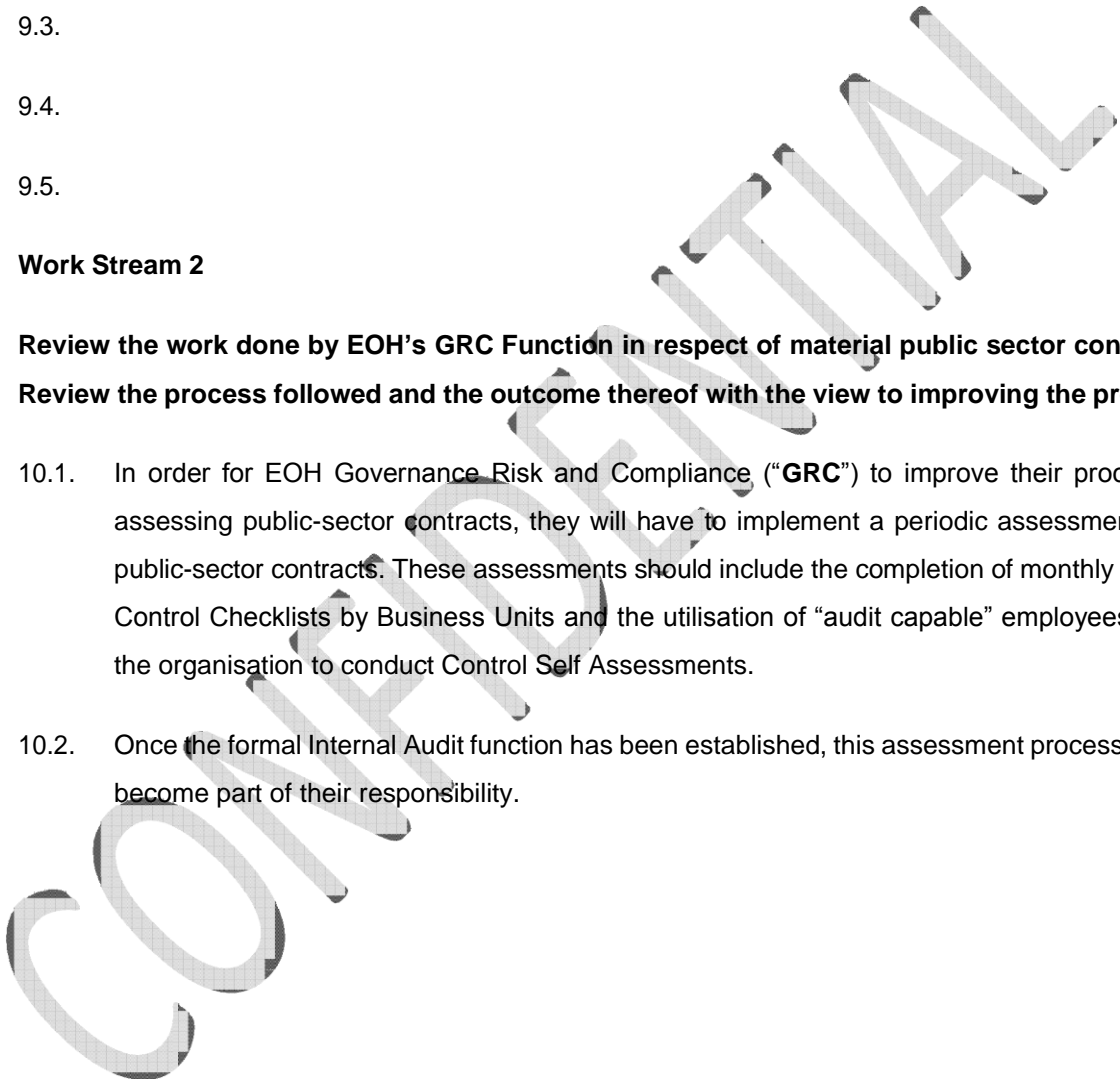 9.3.
9.4.
9.5.
Work Stream 2
Review the work done by EOH’s GRC Function in respect of material public sector con
Review the process followed and the outcome thereof with the view to improving the pr
10.1. In order for EOH Governance Risk and Compliance (“GRC”) to improve their proc
assessing public-sector contracts, they will have to implement a periodic assessmen
public-sector contracts. These assessments should include the completion of monthly
Control Checklists by Business Units and the utilisation of “audit capable” employees
the organisation to conduct Control Self Assessments.
10.2. Once the formal Internal Audit function has been established, this assessment process
become part of their responsibility.
CONFIDENTIAL